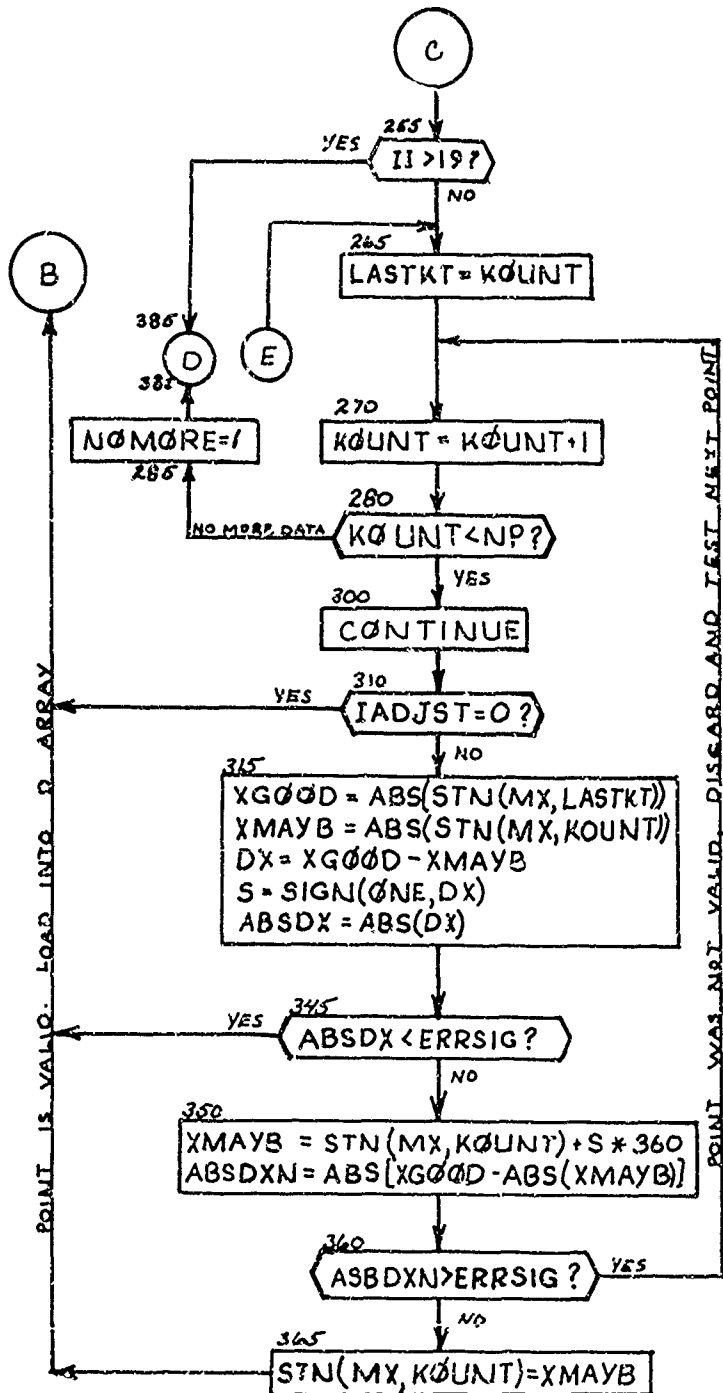 C
255
II >19?
YES
NO
265
LASTKT = KØUNT
B
386
D
E
381
NØMØRE=1
285
270
KØUNT = KØUNT+1
280
KØUNT<NP?
NO MORE DATA
YES
300
CØNTINUE
310
IADJST=0?
YES
NO
315
XGØØD = ABS(STN(MX,LASTKT))
XMAYB = ABS(STN(MX,KOUNT))
DX = XGØØD - XMAYB
S = SIGN(ØNE,DX)
ABSDX = ABS(DX)
345
ABSDX < ERRSIG?
YES
NO
350
XMAYB = STN(MX,KØUNT)+S*360
ABSDXN = ABS[XGØØD-ABS(XMAYB)]
360
ASBDXN>ERRSIG?
YES
NO
365
STN(MX,KØUNT)=XMAYB
POINT IS VALID. LOAD INTO D ARRAY
POINT WAS NOT VALID. DISCARD AND TEST NEXT POINT